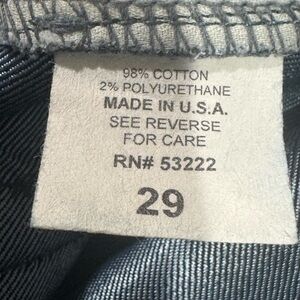 98% COTTON
2% POLYURETHANE
MADE IN U.S.A.
SEE REVERSE
FOR CARE
RN# 53222
29